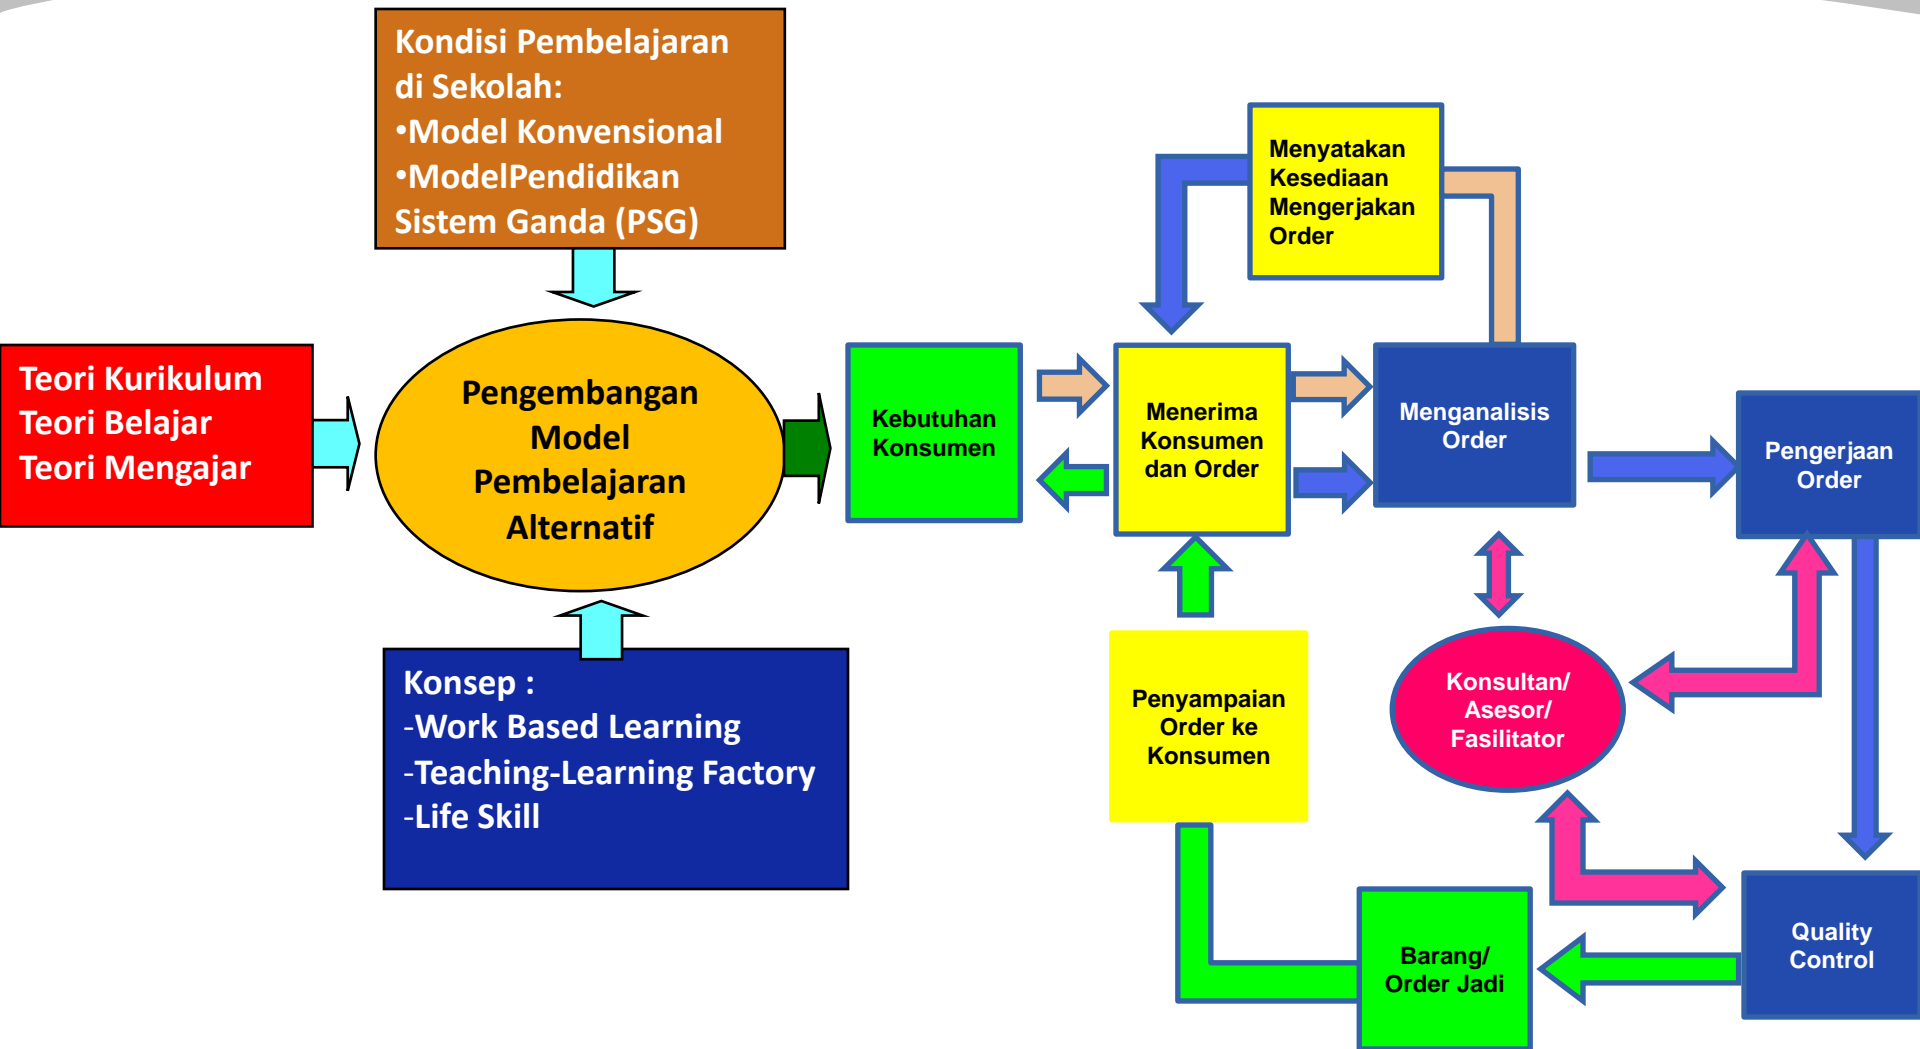 Kondisi Pembelajaran
di Sekolah:
•Model Konvensional
•ModelPendidikan
Sistem Ganda (PSG)
Teori Kurikulum
Teori Belajar
Teori Mengajar
Pengembangan
Model
Pembelajaran
Alternatif
Konsep :
-Work Based Learning
-Teaching-Learning Factory
-Life Skill
Kebutuhan
Konsumen
Menerima
Konsumen
dan Order
Menyatakan
Kesediaan
Mengerjakan
Order
Menganalisis
Order
Pengerjaan
Order
Konsultan/
Asesor/
Fasilitator
Penyampaian
Order ke
Konsumen
Barang/
Order Jadi
Quality
Control